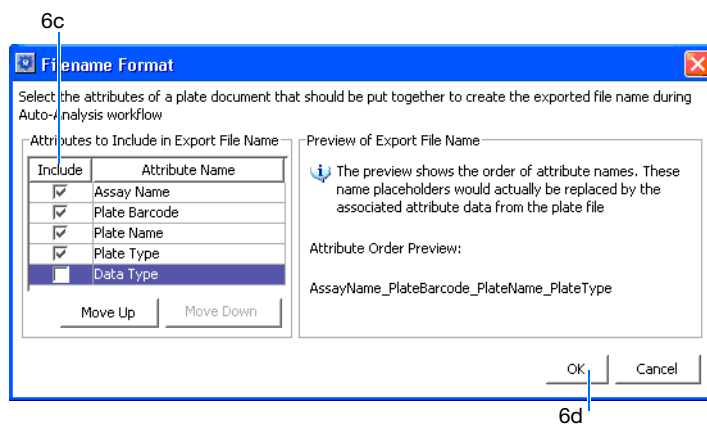 6c
Filename Format
Select the attributes of a plate document that should be put together to create the exported file name during
Auto-Analysis workflow
Attributes to Include in Export File Name
Include Attribute Name
Assay Name
Plate Barcode
Plate Name
Plate Type
Data Type
Move Up Move Down
Preview of Export File Name
The preview shows the order of attribute names. These
name placeholders would actually be replaced by the
associated attribute data from the plate file
Attribute Order Preview:
AssayName_PlateBarcode_PlateName_PlateType
OK Cancel
6d